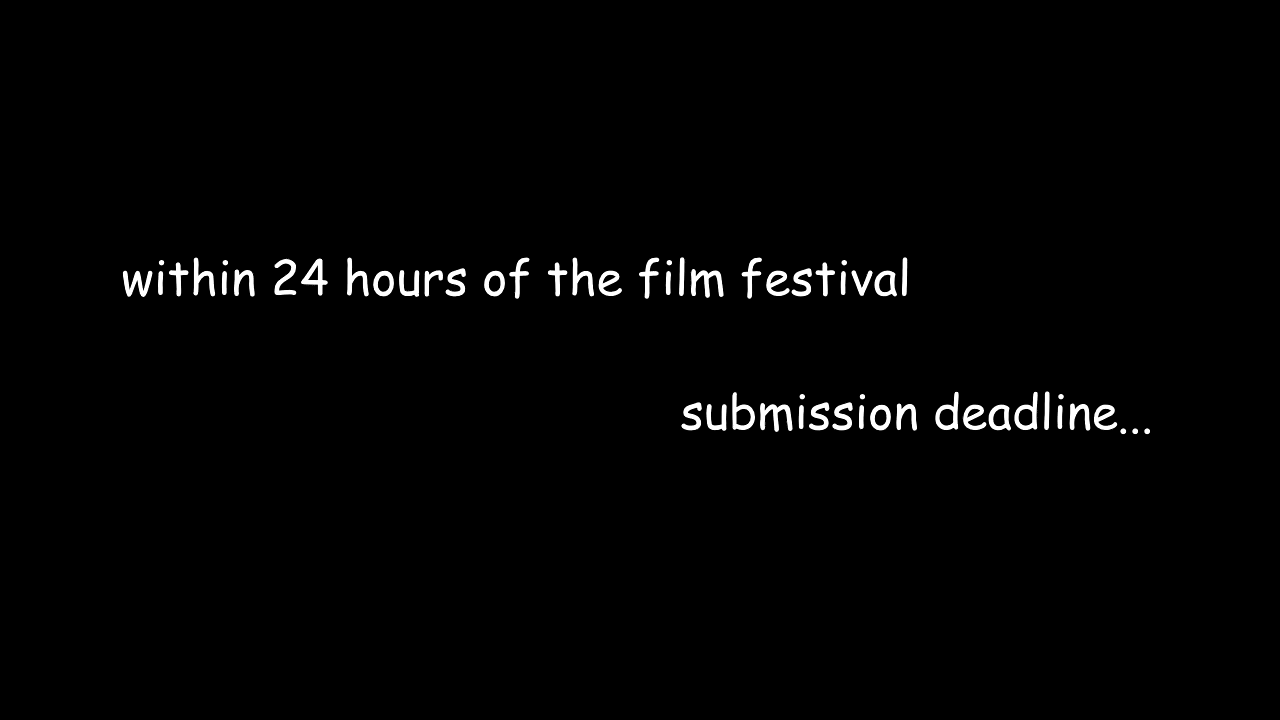 within 24 hours of the film festival
submission deadline...